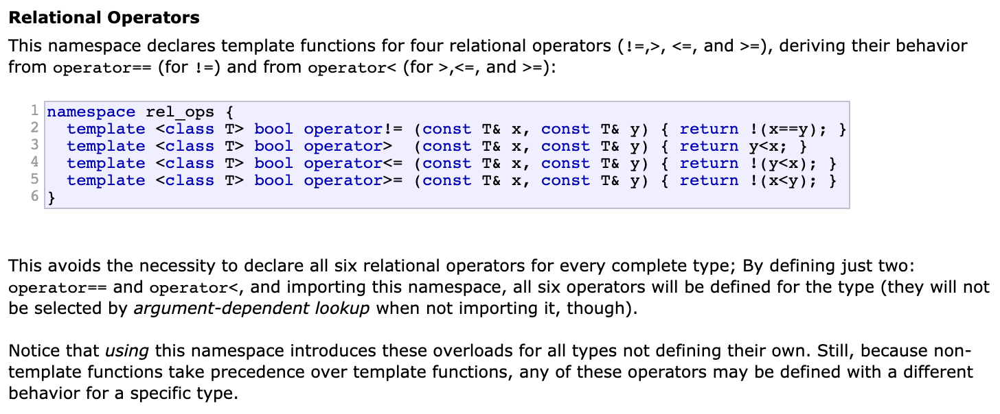 Relational Operators
This namespace declares template functions for four relational operators (!=,>, <=, and >=), deriving their behavior
from operator== (for !=) and from operator< (for >,<=, and >=):
1 namespace rel_ops {
2   template <class T> bool operator!= (const T& x, const T& y) { return !(x==y); }
3   template <class T> bool operator>  (const T& x, const T& y) { return y<x; }
4   template <class T> bool operator<= (const T& x, const T& y) { return !(y<x); }
5   template <class T> bool operator>= (const T& x, const T& y) { return !(x<y); }
6 }
This avoids the necessity to declare all six relational operators for every complete type; By defining just two:
operator== and operator<, and importing this namespace, all six operators will be defined for the type (they will not
be selected by argument-dependent lookup when not importing it, though).
Notice that using this namespace introduces these overloads for all types not defining their own. Still, because non-
template functions take precedence over template functions, any of these operators may be defined with a different
behavior for a specific type.